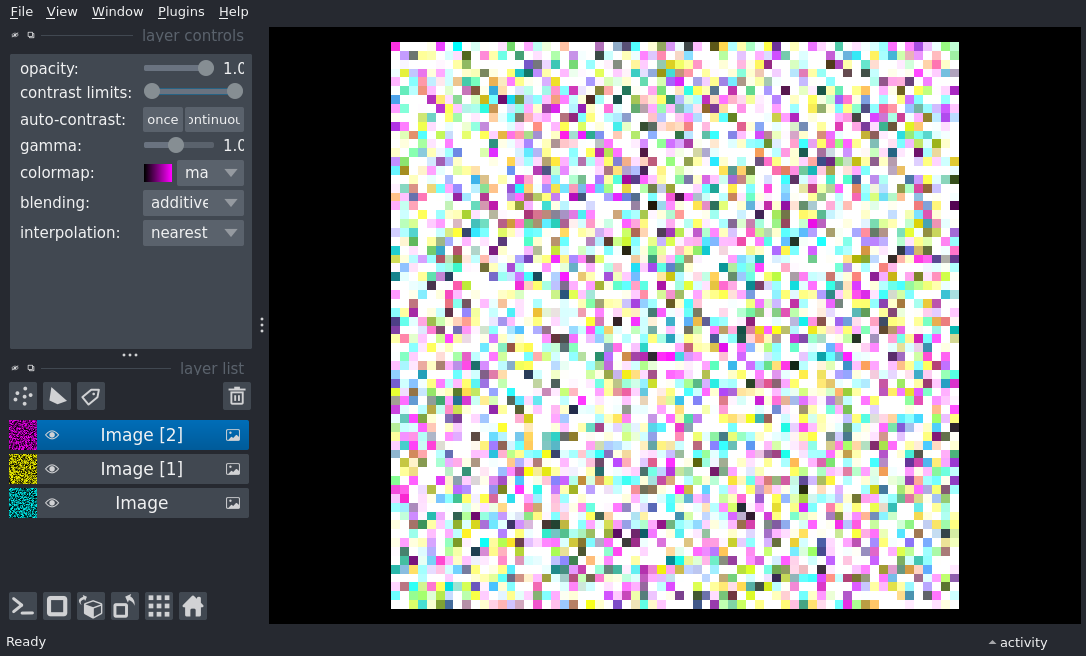 File View Window Plugins Help
layer controls
opacity: 1.0
contrast limits:
auto-contrast: once ontinuou
gamma: 1.0
colormap: ma
blending: additive
interpolation: nearest
layer list
Image [2]
Image [1]
Image
Ready
activity